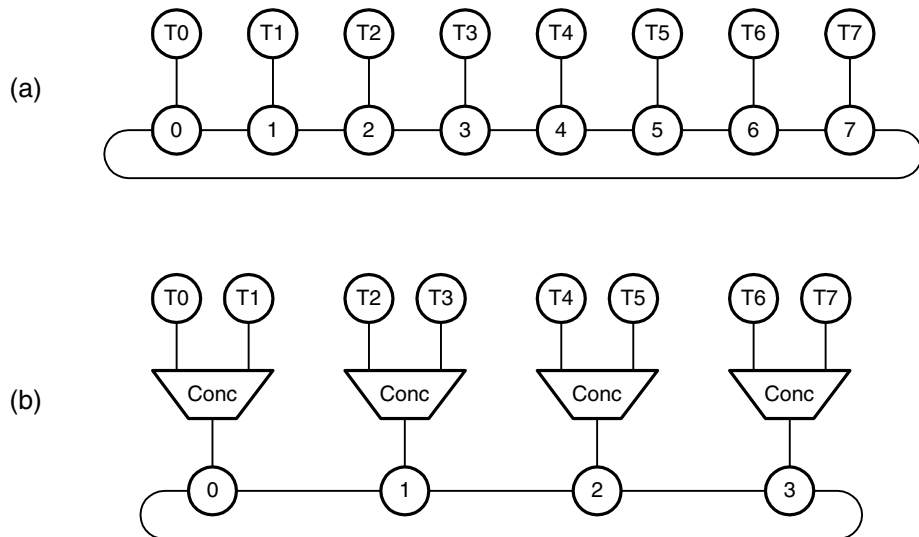 T0 T1 T2 T3 T4 T5 T6 T7
(a)
0 1 2 3 4 5 6 7
T0 T1 T2 T3 T4 T5 T6 T7
(b)
Conc Conc Conc Conc
0 1 2 3